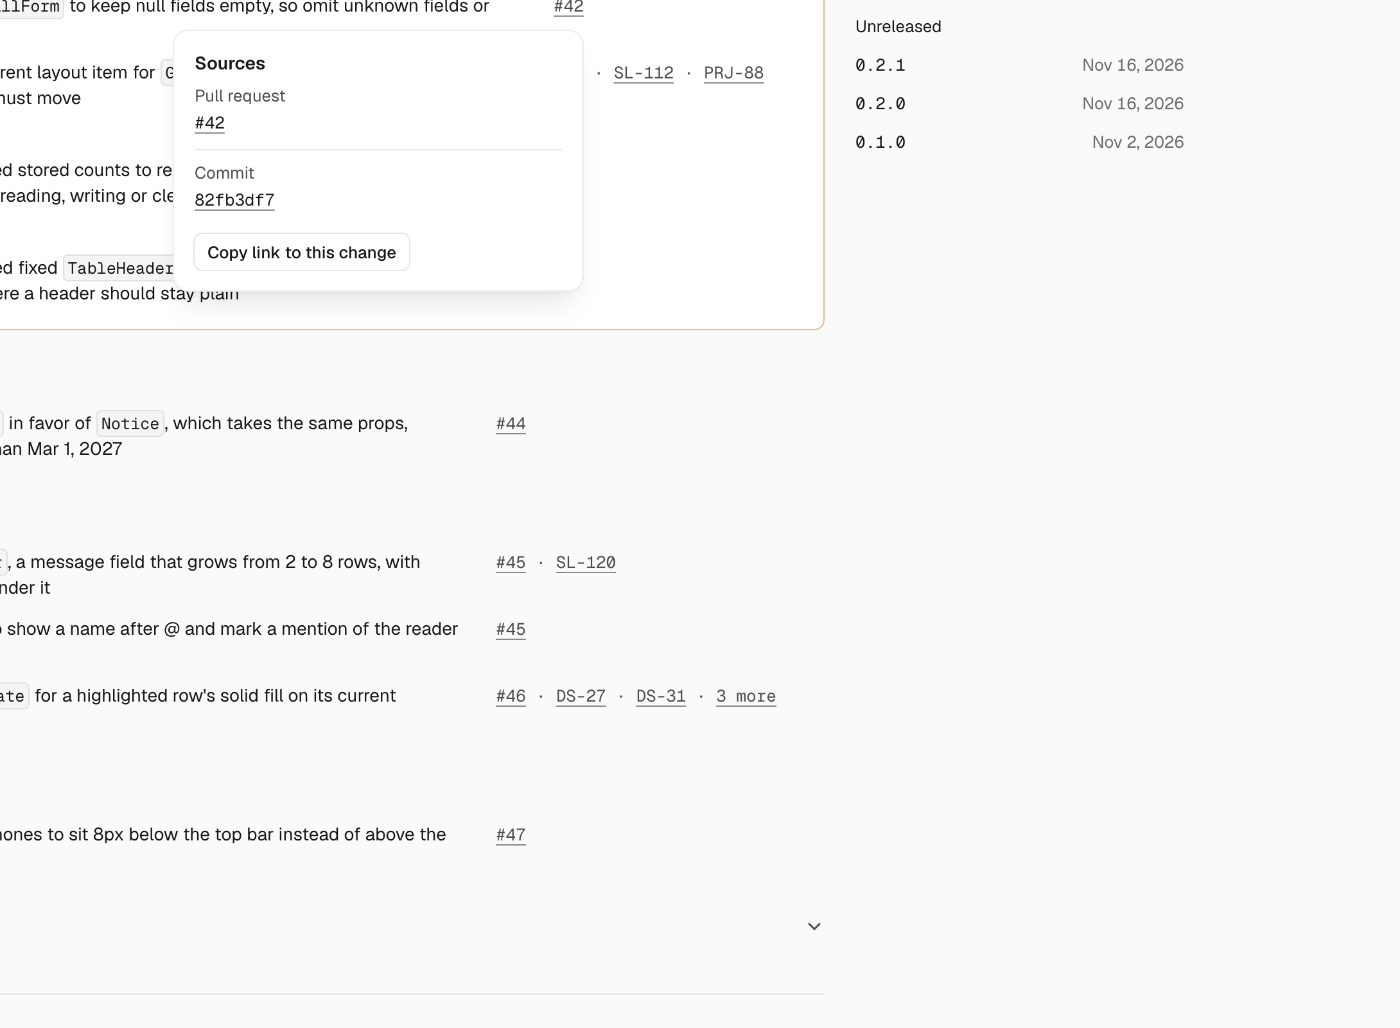 llForm to keep null fields empty, so omit unknown fields or #42
rent layout item for G · SL-112 · PRJ-88
must move
Sources
Pull request
#42
Commit
82fb3df7
Copy link to this change
ed stored counts to re
reading, writing or cle
ed fixed TableHeader
ere a header should stay plain
in favor of Notice, which takes the same props, #44
han Mar 1, 2027
, a message field that grows from 2 to 8 rows, with #45 · SL-120
nder it
show a name after @ and mark a mention of the reader #45
ate for a highlighted row's solid fill on its current #46 · DS-27 · DS-31 · 3 more
hones to sit 8px below the top bar instead of above the #47
Unreleased
0.2.1 Nov 16, 2026
0.2.0 Nov 16, 2026
0.1.0 Nov 2, 2026